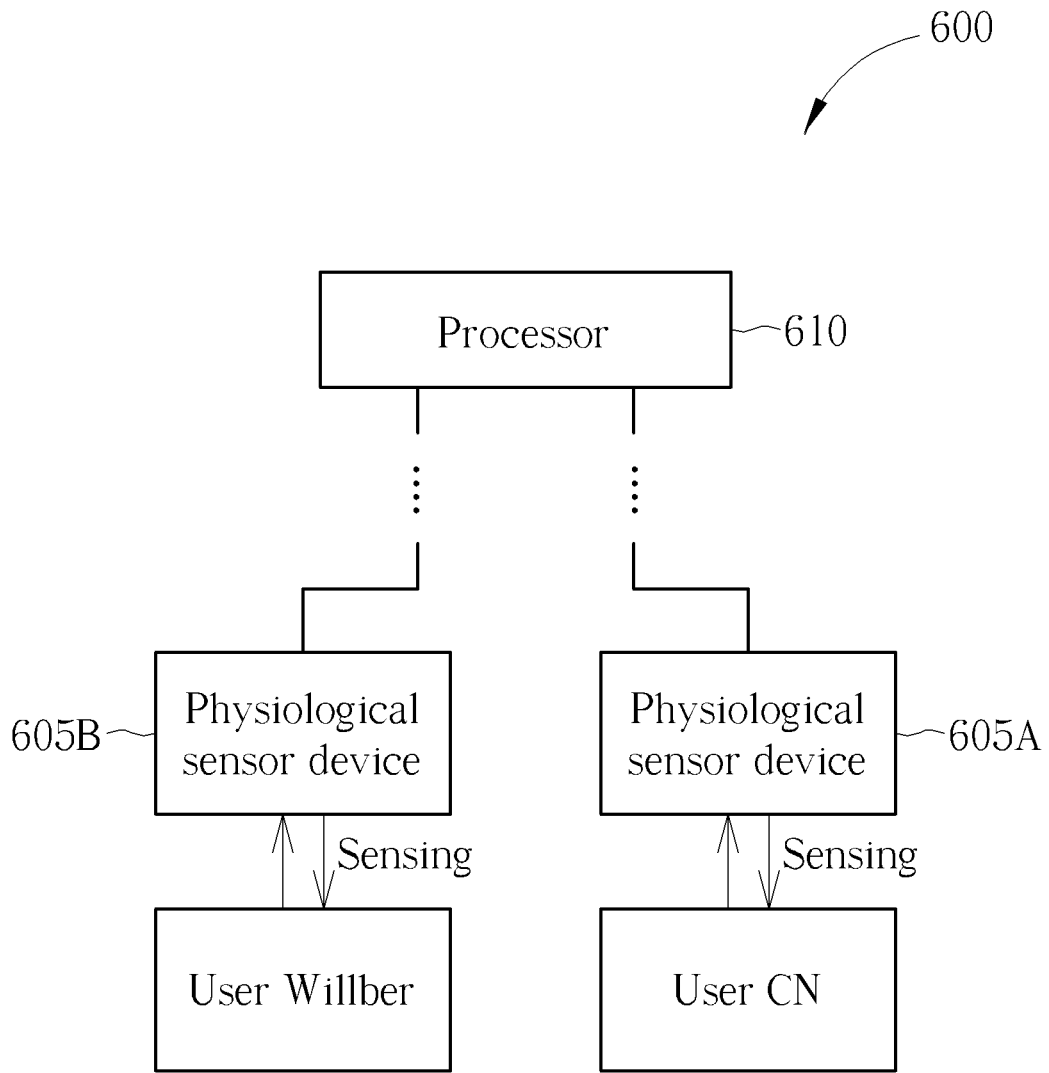 600
Processor
610
Physiological
sensor device
605B
Physiological
sensor device
605A
Sensing
Sensing
User Willber
User CN